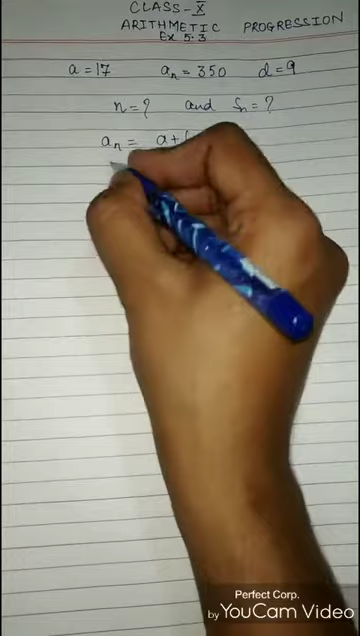 CLASS-X
ARITHMETIC PROGRESSION
Ex 5.3
a=17 aₙ=350 d=9
n=? and Sₙ=?
aₙ = a+(
Perfect Corp.
by YouCam Video